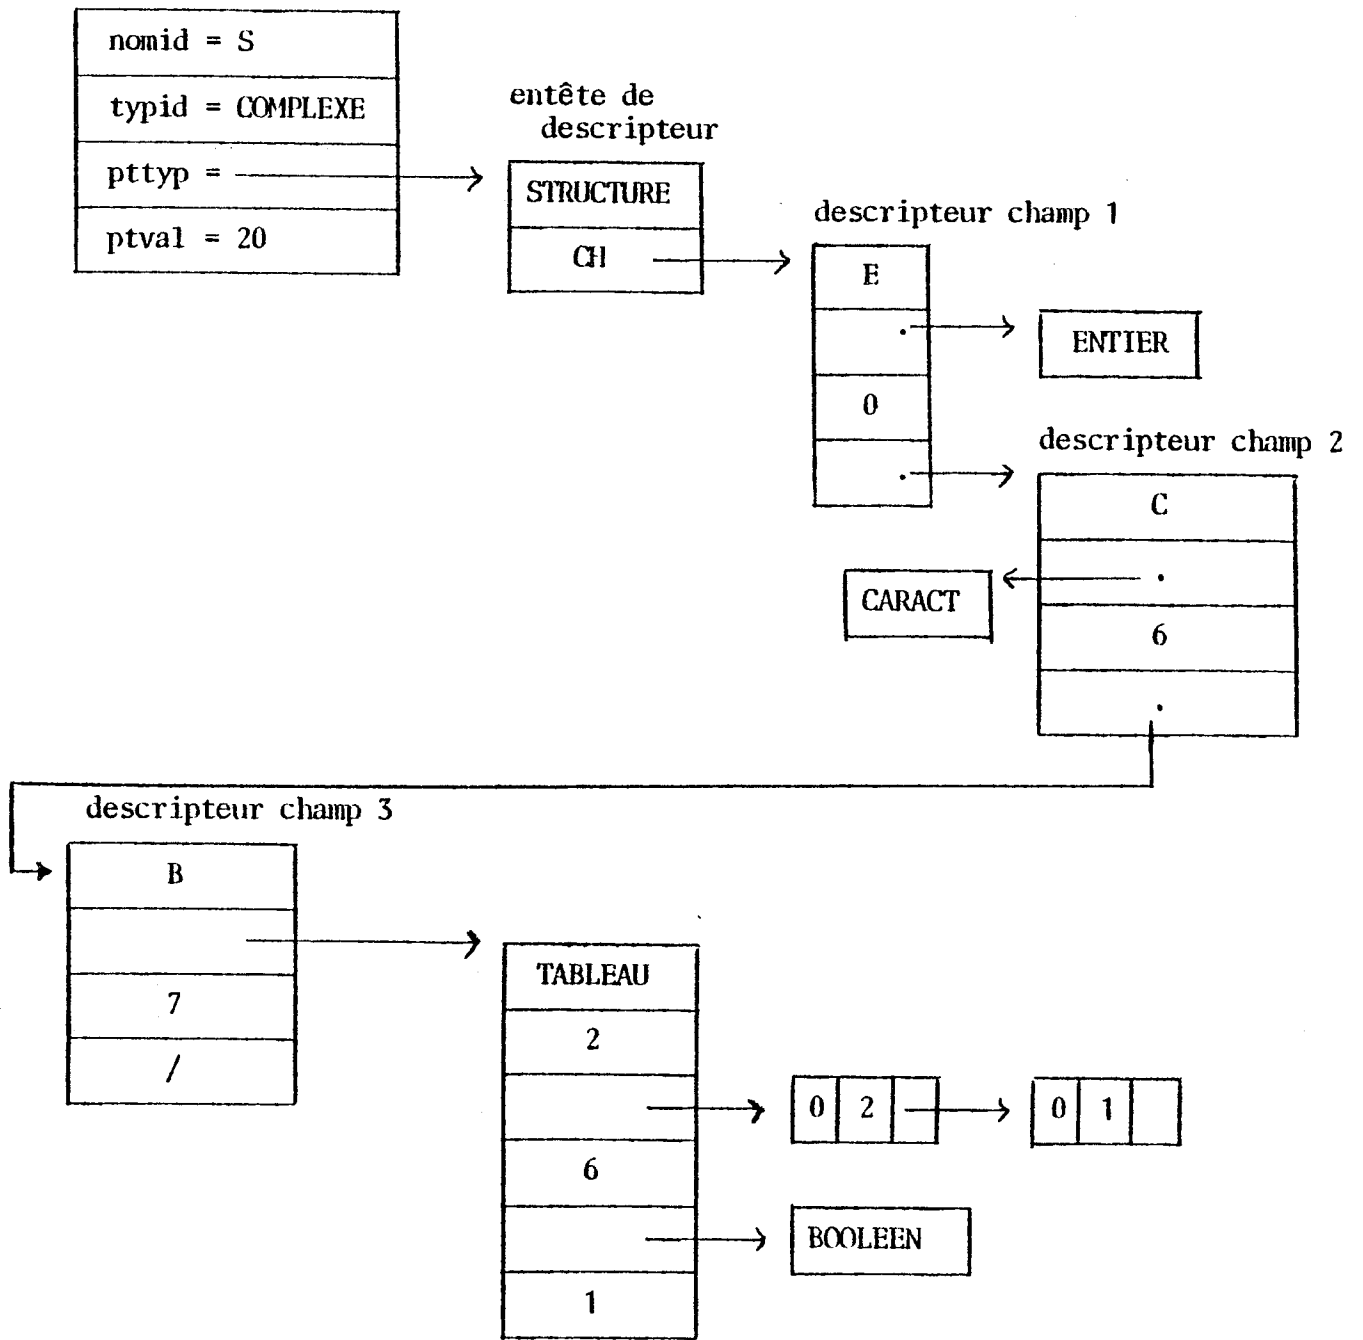 nomid = S
typid = COMPLEXE
pttyp =
ptval = 20
entête de
descripteur
STRUCTURE
CH
descripteur champ 1
E
.
0
.
ENTIER
descripteur champ 2
C
.
6
.
CARACT
descripteur champ 3
B
7
/
TABLEAU
2
6
1
0 2
0 1
BOOLEEN